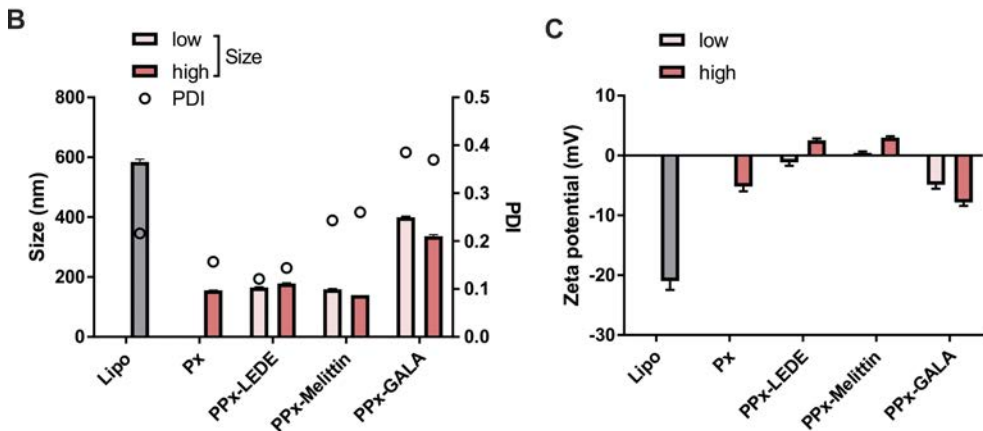 B
low
high
Size
PDI
800
600
400
200
0
Size (nm)
0.5
0.4
0.3
0.2
0.1
0.0
PDI
Lipo
Px
PPx-LEDE
PPx-Melittin
PPx-GALA
C
low
high
10
0
-10
-20
-30
Zeta potential (mV)
Lipo
Px
PPx-LEDE
PPx-Melittin
PPx-GALA